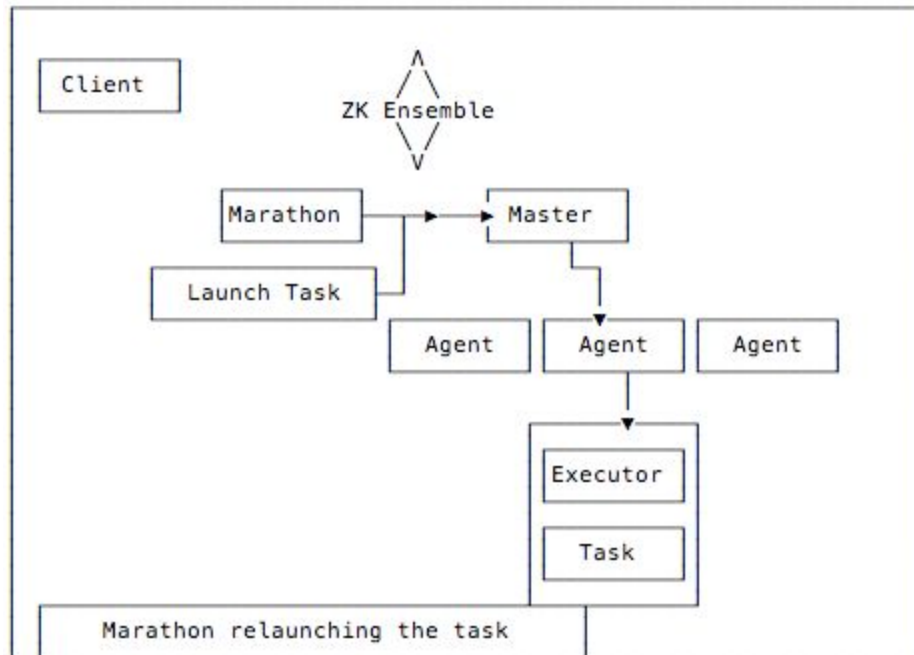 Client
ZK Ensemble
Marathon
Master
Launch Task
Agent
Agent
Agent
Executor
Task
Marathon relaunching the task